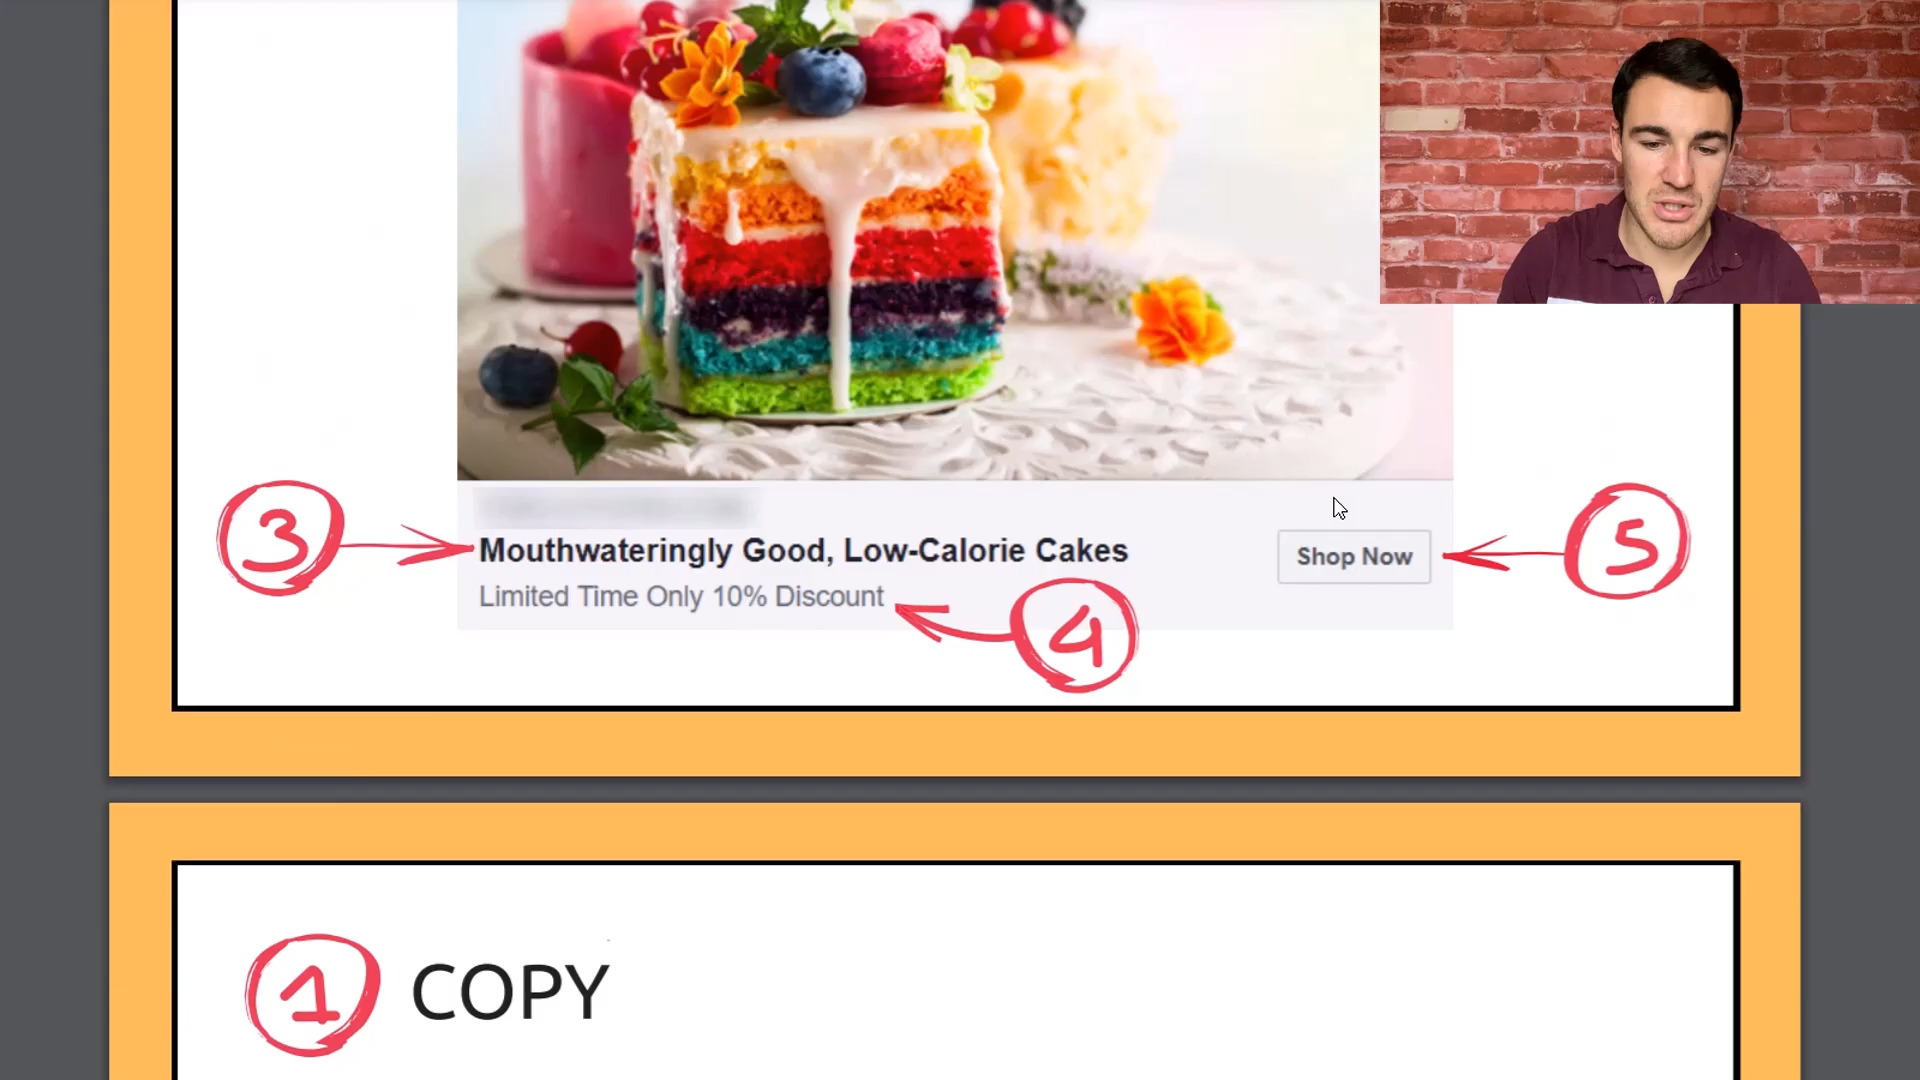 3
Mouthwateringly Good, Low-Calorie Cakes
Shop Now
5
Limited Time Only 10% Discount
4
1 COPY